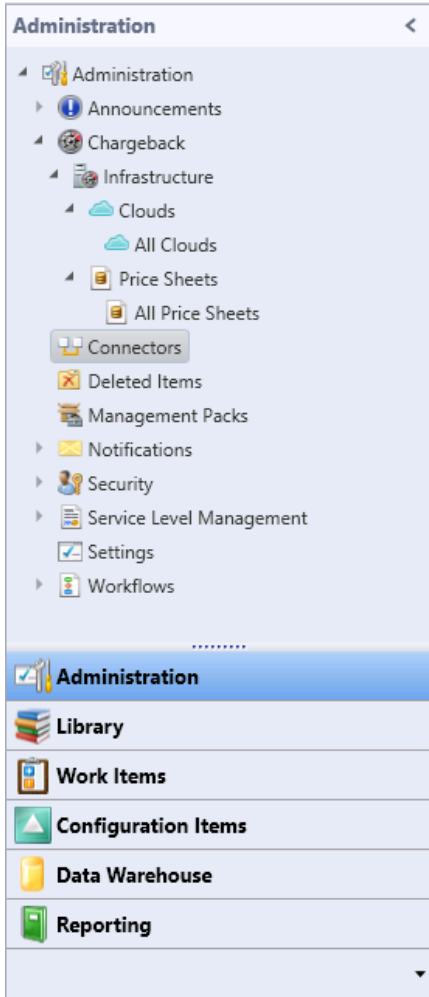 Administration
Administration
Announcements
Chargeback
Infrastructure
Clouds
All Clouds
Price Sheets
All Price Sheets
Connectors
Deleted Items
Management Packs
Notifications
Security
Service Level Management
Settings
Workflows
Administration
Library
Work Items
Configuration Items
Data Warehouse
Reporting